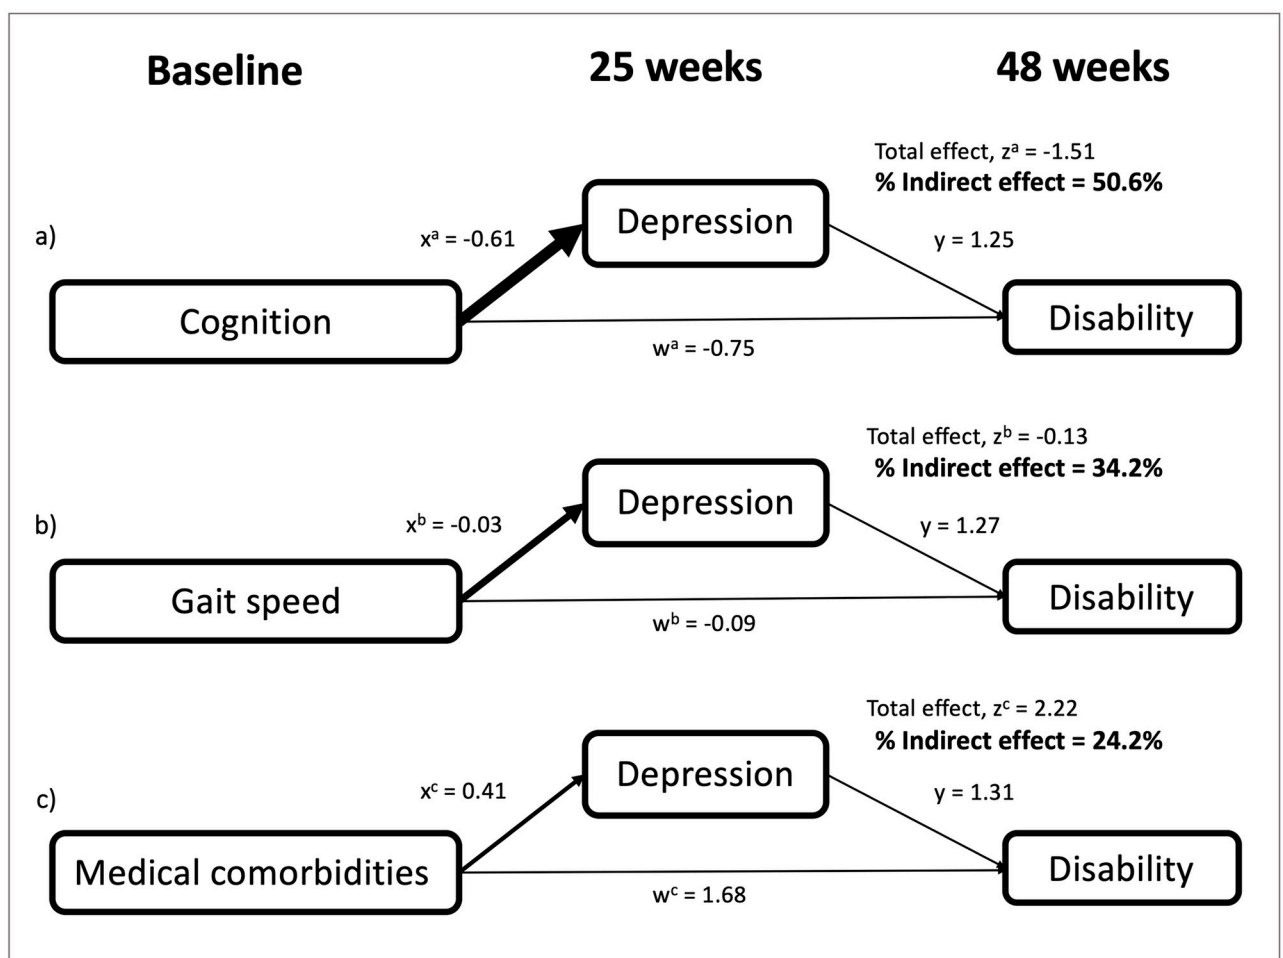 Baseline 25 weeks 48 weeks
Total effect, zᵃ = -1.51
% Indirect effect = 50.6%
Depression
a)
xᵃ = -0.61
y = 1.25
Cognition
Disability
wᵃ = -0.75
Total effect, zᵇ = -0.13
% Indirect effect = 34.2%
Depression
b)
xᵇ = -0.03
y = 1.27
Gait speed
Disability
wᵇ = -0.09
Total effect, zᶜ = 2.22
% Indirect effect = 24.2%
Depression
c)
xᶜ = 0.41
y = 1.31
Medical comorbidities
Disability
wᶜ = 1.68